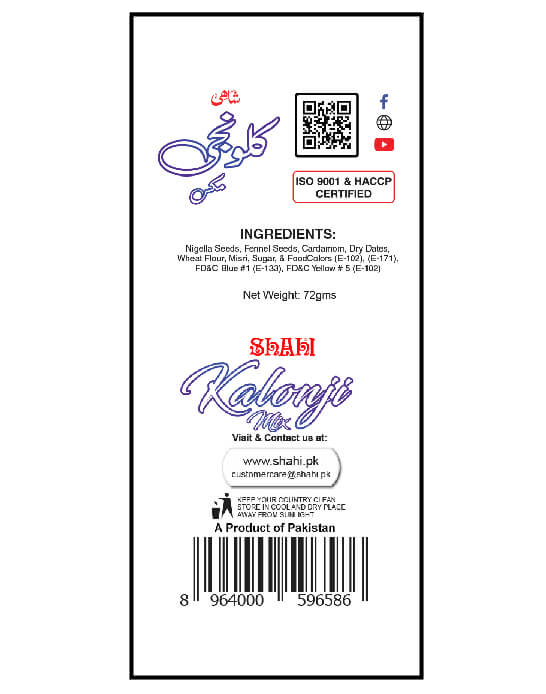 شاہی
کلونجی
مکس
ISO 9001 & HACCP
CERTIFIED
INGREDIENTS:
Nigella Seeds, Fennel Seeds, Cardamom, Dry Dates,
Wheat Flour, Misri, Sugar, & FoodColors (E-102), (E-171),
FD&C Blue #1 (E-133), FD&C Yellow # 5 (E-102)
Net Weight: 72gms
SHAHI
Kalonji
Mix
Visit & Contact us at:
www.shahi.pk
customercare@shahi.pk
KEEP YOUR COUNTRY CLEAN
STORE IN COOL AND DRY PLACE
AWAY FROM SUNLIGHT
A Product of Pakistan
8 964000 596586